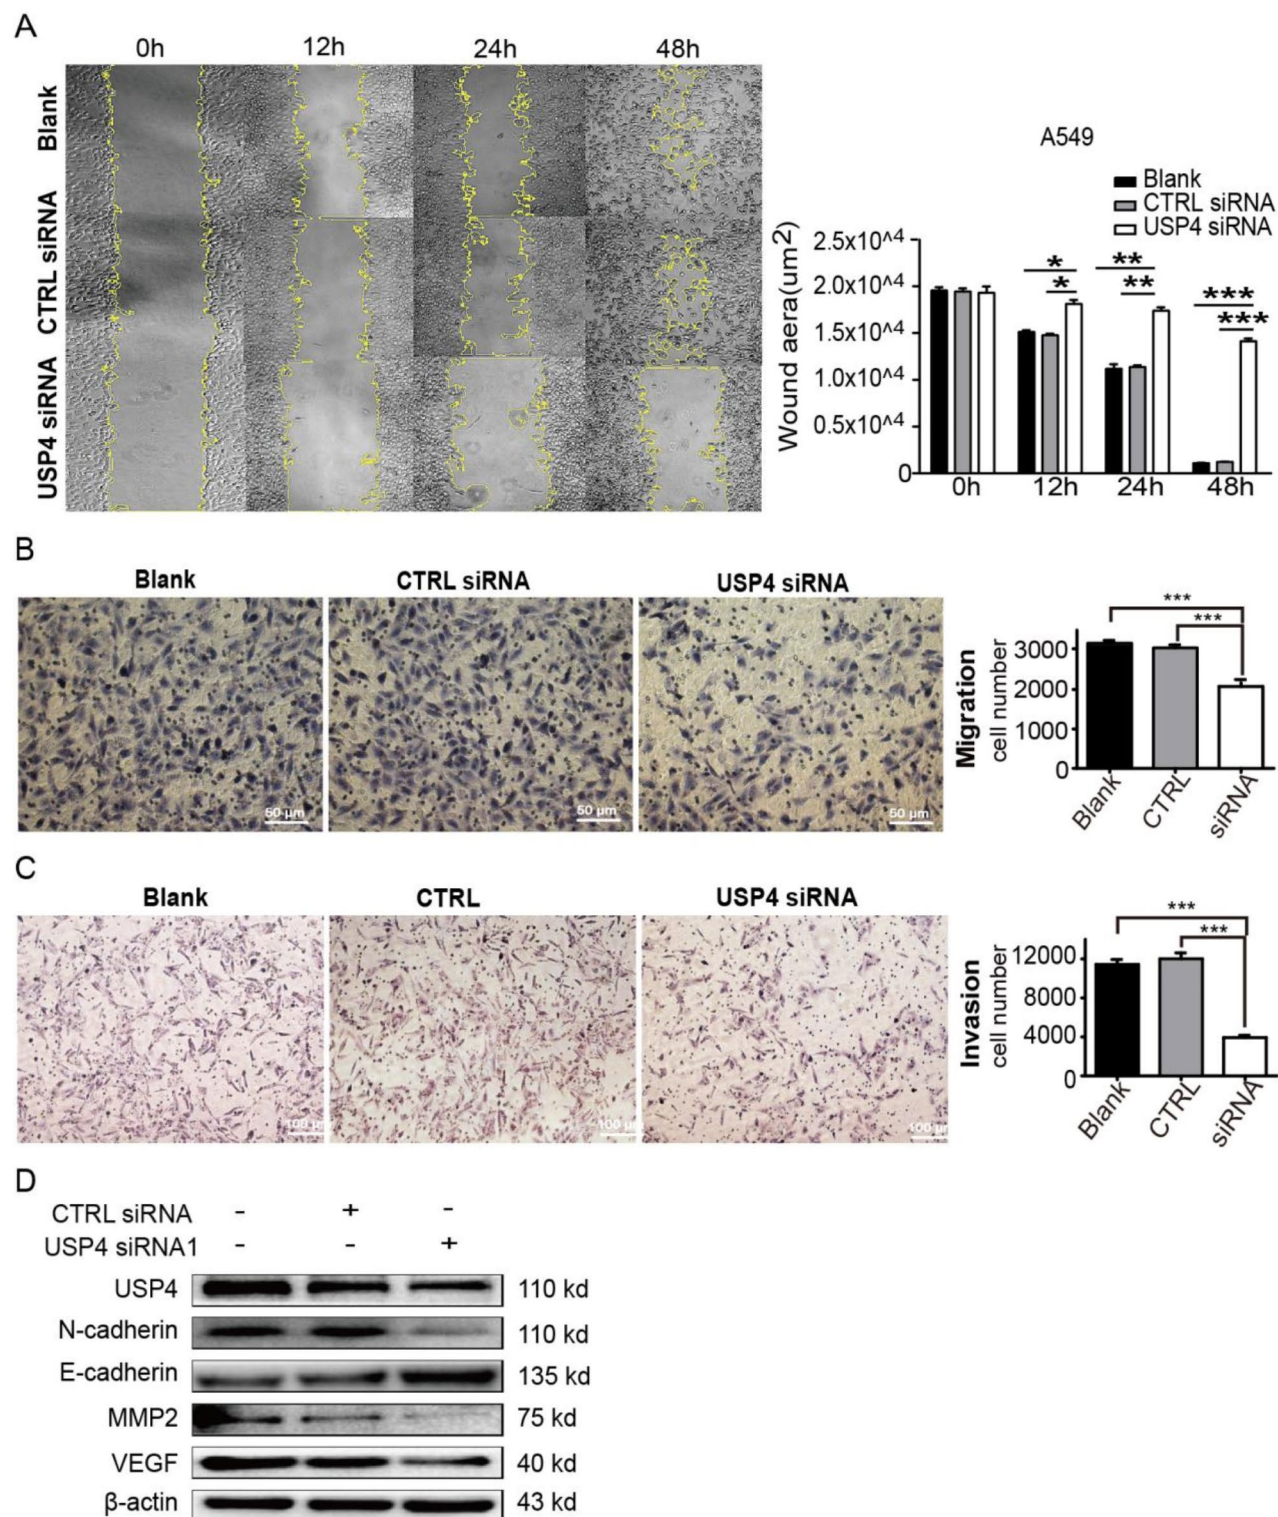 A
0h 12h 24h 48h
Blank
CTRL siRNA
USP4 siRNA
A549
Blank
CTRL siRNA
USP4 siRNA
Wound aera(um2)
2.5x10^4
2.0x10^4
1.5x10^4
1.0x10^4
0.5x10^4
0
* ** ***
* ** ***
0h 12h 24h 48h
B
Blank CTRL siRNA USP4 siRNA
50 µm 50 µm 50 µm
Migration
cell number
***
***
3000
2000
1000
0
Blank CTRL siRNA
C
Blank CTRL USP4 siRNA
100 µm 100 µm 100 µm
Invasion
cell number
***
***
12000
8000
4000
0
Blank CTRL siRNA
D
CTRL siRNA - + -
USP4 siRNA1 - - +
USP4 110 kd
N-cadherin 110 kd
E-cadherin 135 kd
MMP2 75 kd
VEGF 40 kd
β-actin 43 kd